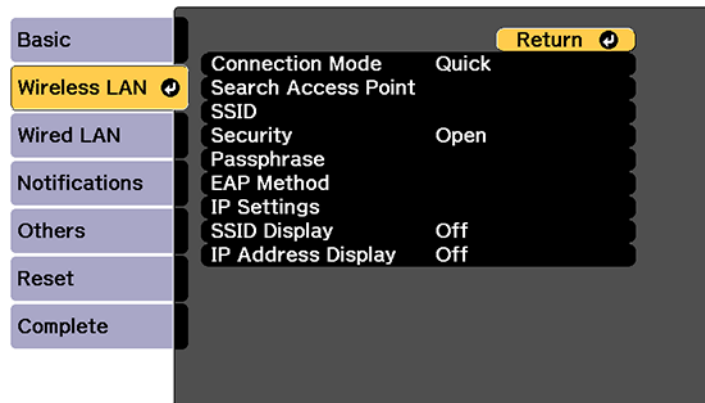 Basic
Wireless LAN
Wired LAN
Notifications
Others
Reset
Complete
Return
Connection Mode Quick
Search Access Point
SSID
Security Open
Passphrase
EAP Method
IP Settings
SSID Display Off
IP Address Display Off